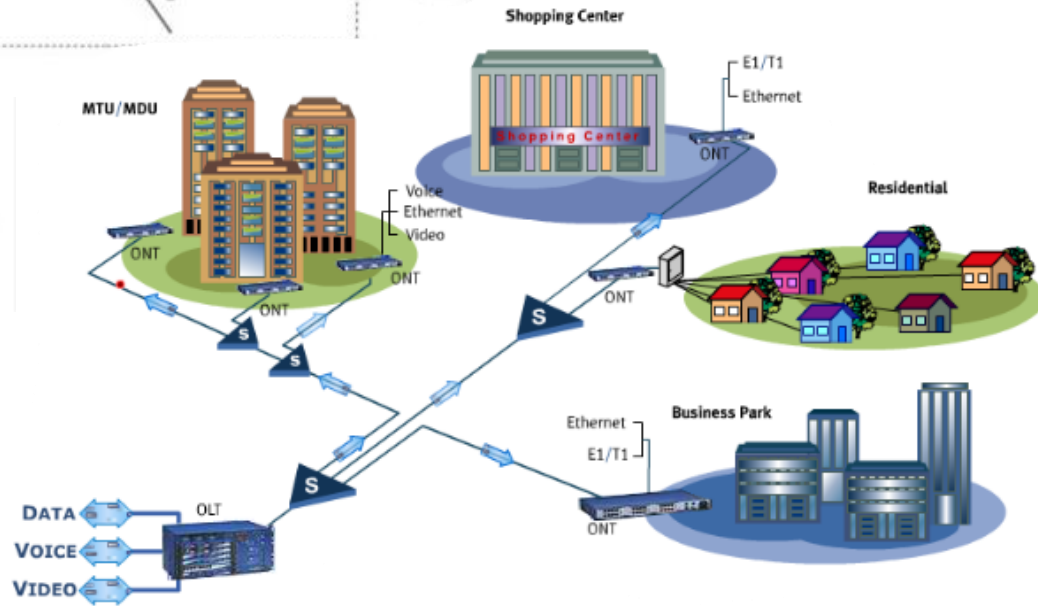 Shopping Center
E1/T1
Ethernet
MTU/MDU
Shopping Center
ONT
Residential
Voice
Ethernet
Video
ONT
ONT
ONT
ONT
S
S
S
Business Park
Ethernet
E1/T1
S
OLT
ONT
DATA
VOICE
VIDEO